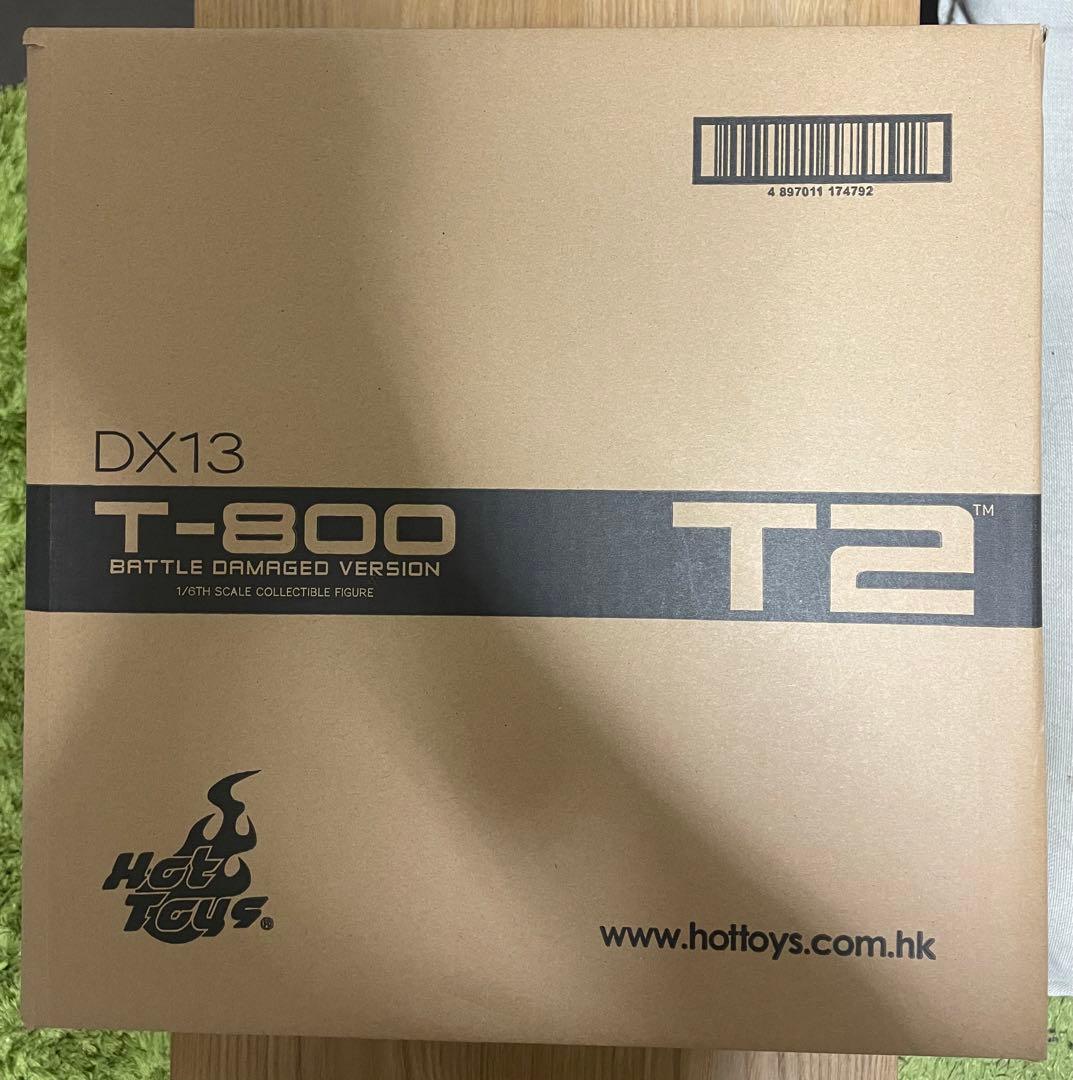 4 897011 174792
DX13
T-800
BATTLE DAMAGED VERSION
1/6TH SCALE COLLECTIBLE FIGURE
T2™
Hot
Toys®
www.hottoys.com.hk